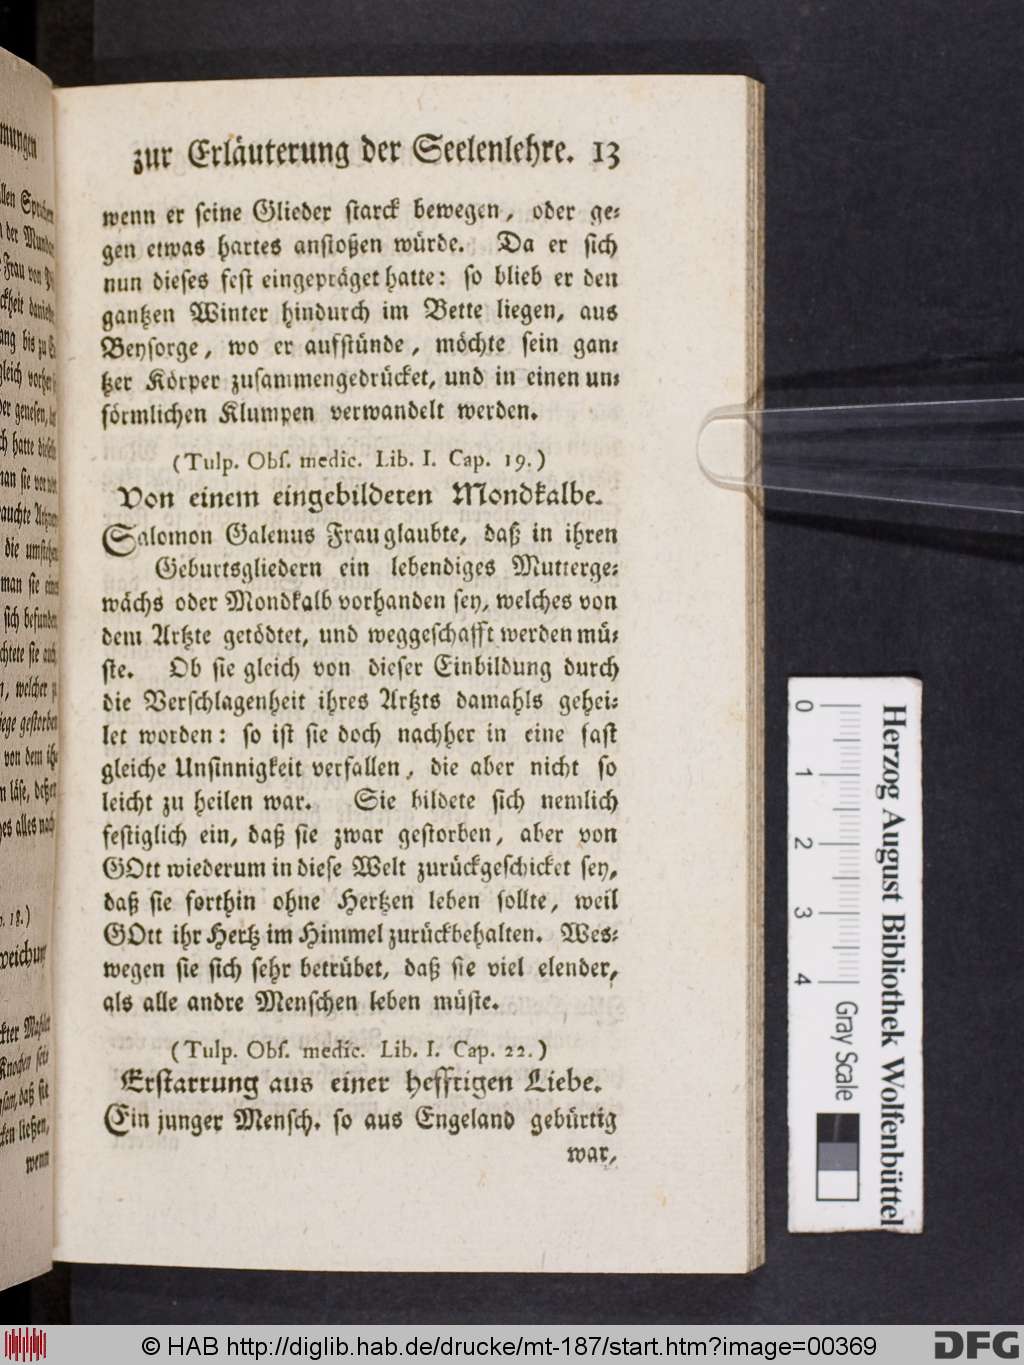 zur Erläuterung der Seelenlehre. 13
wenn er seine Glieder starck bewegen, oder ge-
gen etwas hartes anstoßen würde. Da er sich
nun dieses fest eingepräget hatte: so blieb er den
gantzen Winter hindurch im Bette liegen, aus
Beysorge, wo er aufstünde, möchte sein gan-
tzer Körper zusammengedrücket, und in einen un-
förmlichen Klumpen verwandelt werden.
(Tulp. Obs. medic. Lib. I. Cap. 19.)
Von einem eingebildeten Mondkalbe.
Salomon Galenus Frau glaubte, daß in ihren
Geburtsgliedern ein lebendiges Mutterge-
wächs oder Mondkalb vorhanden sey, welches von
dem Artzte getödtet, und weggeschafft werden mü-
ste. Ob sie gleich von dieser Einbildung durch
die Verschlagenheit ihres Artzts damahls gehei-
let worden: so ist sie doch nachher in eine fast
gleiche Unsinnigkeit verfallen, die aber nicht so
leicht zu heilen war. Sie bildete sich nemlich
festiglich ein, daß sie zwar gestorben, aber von
GOtt wiederum in diese Welt zurückgeschicket sey,
daß sie forthin ohne Hertzen leben sollte, weil
GOtt ihr Hertz im Himmel zurückbehalten. Wes-
wegen sie sich sehr betrübet, daß sie viel elender,
als alle andre Menschen leben müste.
(Tulp. Obs. medic. Lib. I. Cap. 22.)
Erstarrung aus einer hefftigen Liebe.
Ein junger Mensch, so aus Engeland gebürtig
war,
wenn
0 1 2 3 4 Gray Scale
Herzog August Bibliothek Wolfenbüttel
© HAB http://diglib.hab.de/drucke/mt-187/start.htm?image=00369
DFG